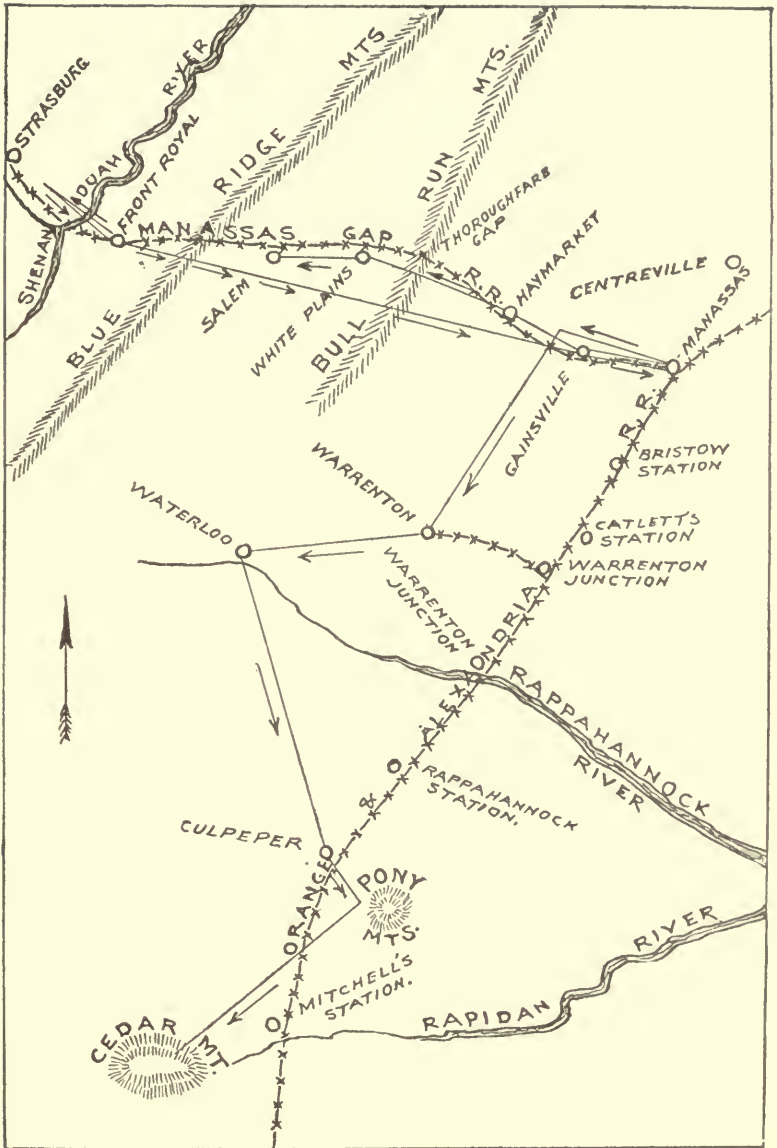 STRASBURG
RIVER
SHENANDOUAH
FRONT ROYAL
BLUE RIDGE MTS
BULL RUN MTS.
MANASSAS GAP R.R.
THOROUGHFARE
GAP
SALEM
WHITE PLAINS
HAYMARKET
CENTREVILLE
MANASSAS
GAINSVILLE
BRISTOW
STATION
CATLETT'S
STATION
WARRENTON
JUNCTION
WARRENTON
WATERLOO
WARRENTON
JUNCTION
ORANGE & ALEXANDRIA R.R.
RAPPAHANNOCK
RIVER
RAPPAHANNOCK
STATION.
CULPEPER
PONY
MTS.
MITCHELL'S
STATION.
CEDAR MT.
RAPIDAN RIVER